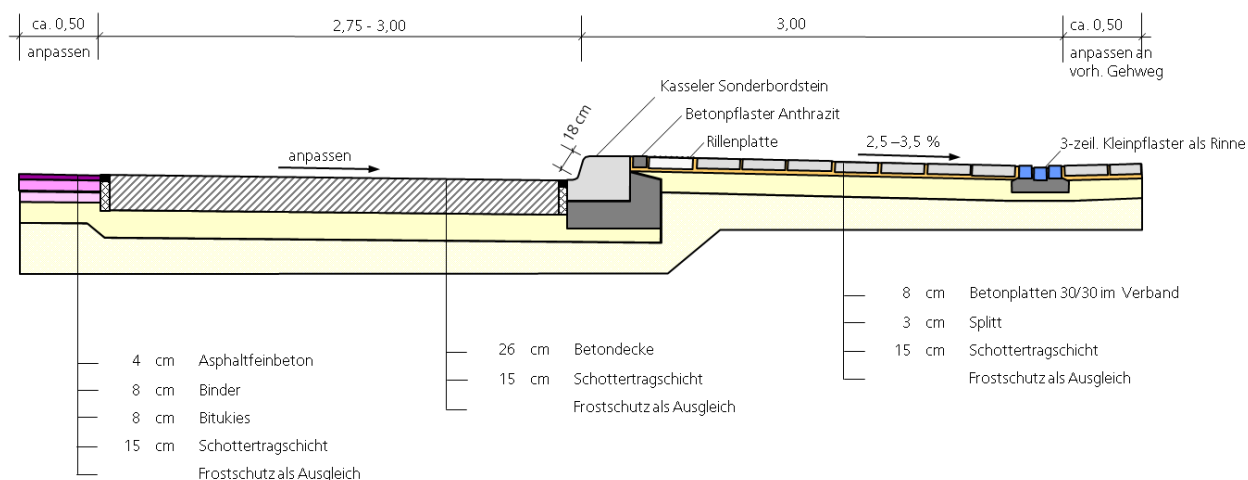 ca. 0,50
2,75 - 3,00
3,00
ca. 0,50
anpassen
anpassen an
vorh. Gehweg
Kasseler Sonderbordstein
Betonpflaster Anthrazit
Rillenplatte
18 cm
anpassen
2,5 –3,5 %
3-zeil. Kleinpflaster als Rinne
4 cm Asphaltfeinbeton
8 cm Binder
8 cm Bitukies
15 cm Schottertragschicht
Frostschutz als Ausgleich
26 cm Betondecke
15 cm Schottertragschicht
Frostschutz als Ausgleich
8 cm Betonplatten 30/30 im Verband
3 cm Splitt
15 cm Schottertragschicht
Frostschutz als Ausgleich